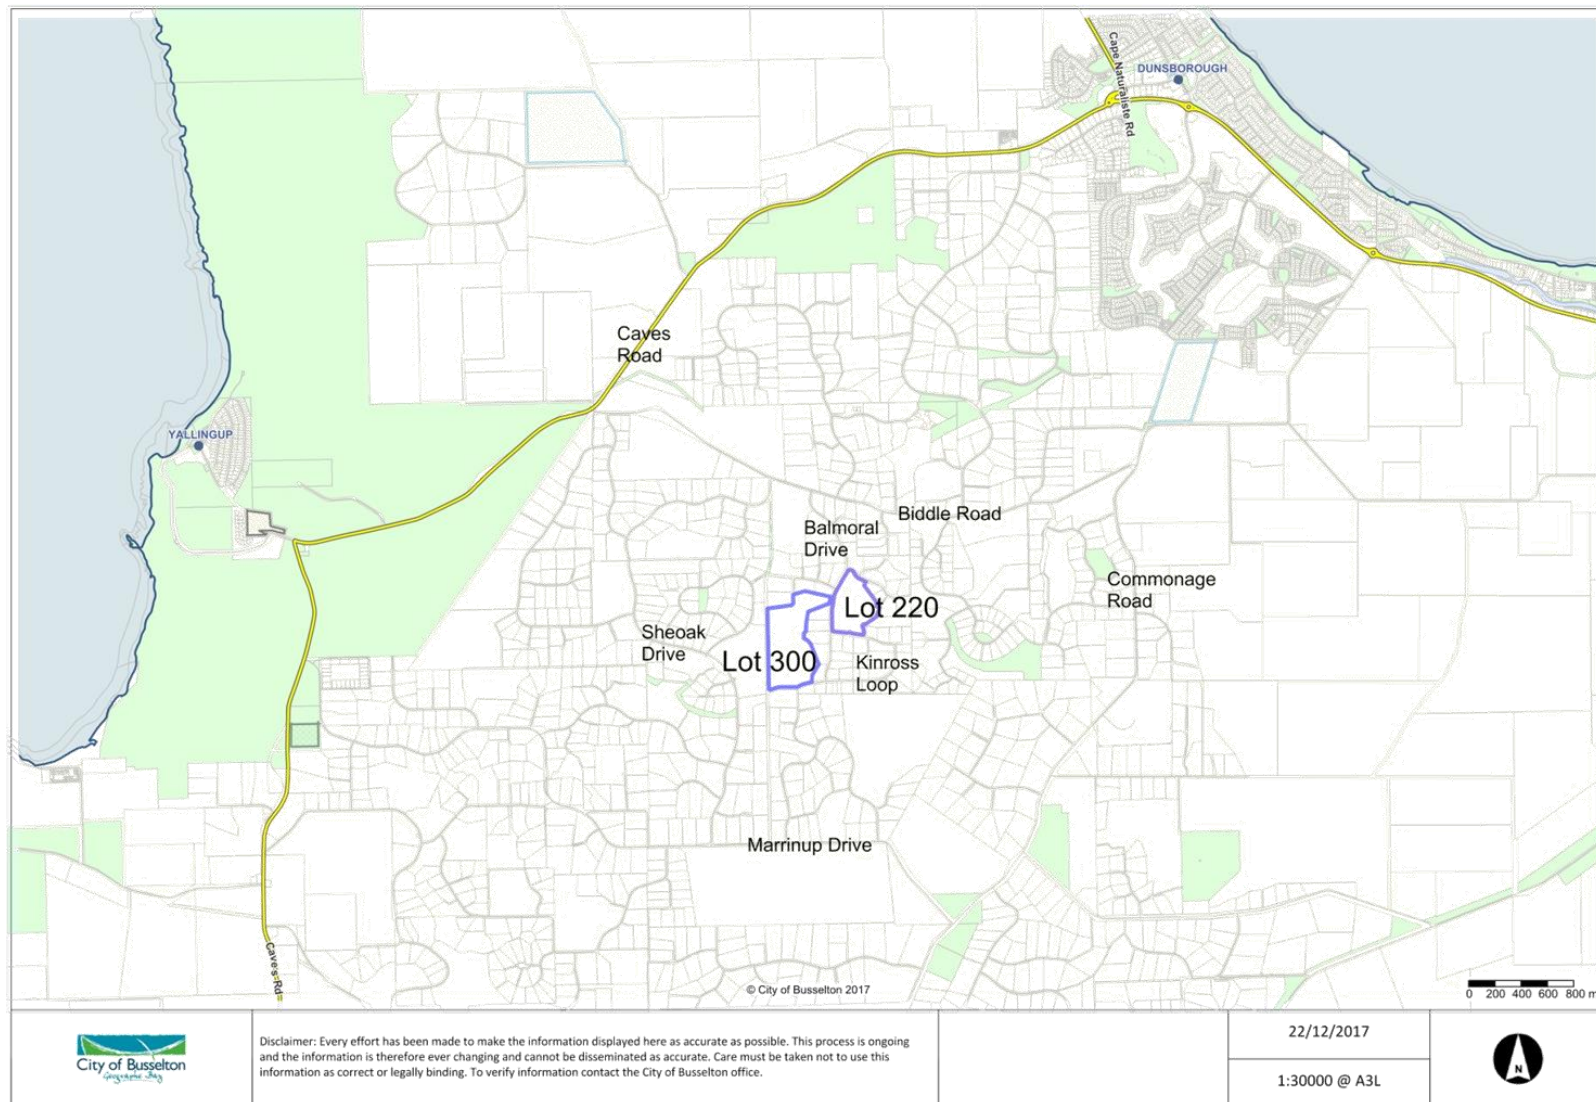 DUNSBOROUGH
Cape Naturaliste Rd
Caves
Road
YALLINGUP
Biddle Road
Balmoral
Drive
Commonage
Road
Lot 220
Sheoak
Drive
Lot 300
Kinross
Loop
Marrinup Drive
Caves Rd
© City of Busselton 2017
0 200 400 600 800 m
City of Busselton
Geographe Bay
Disclaimer: Every effort has been made to make the information displayed here as accurate as possible. This process is ongoing
and the information is therefore ever changing and cannot be disseminated as accurate. Care must be taken not to use this
information as correct or legally binding. To verify information contact the City of Busselton office.
22/12/2017
1:30000 @ A3L
N